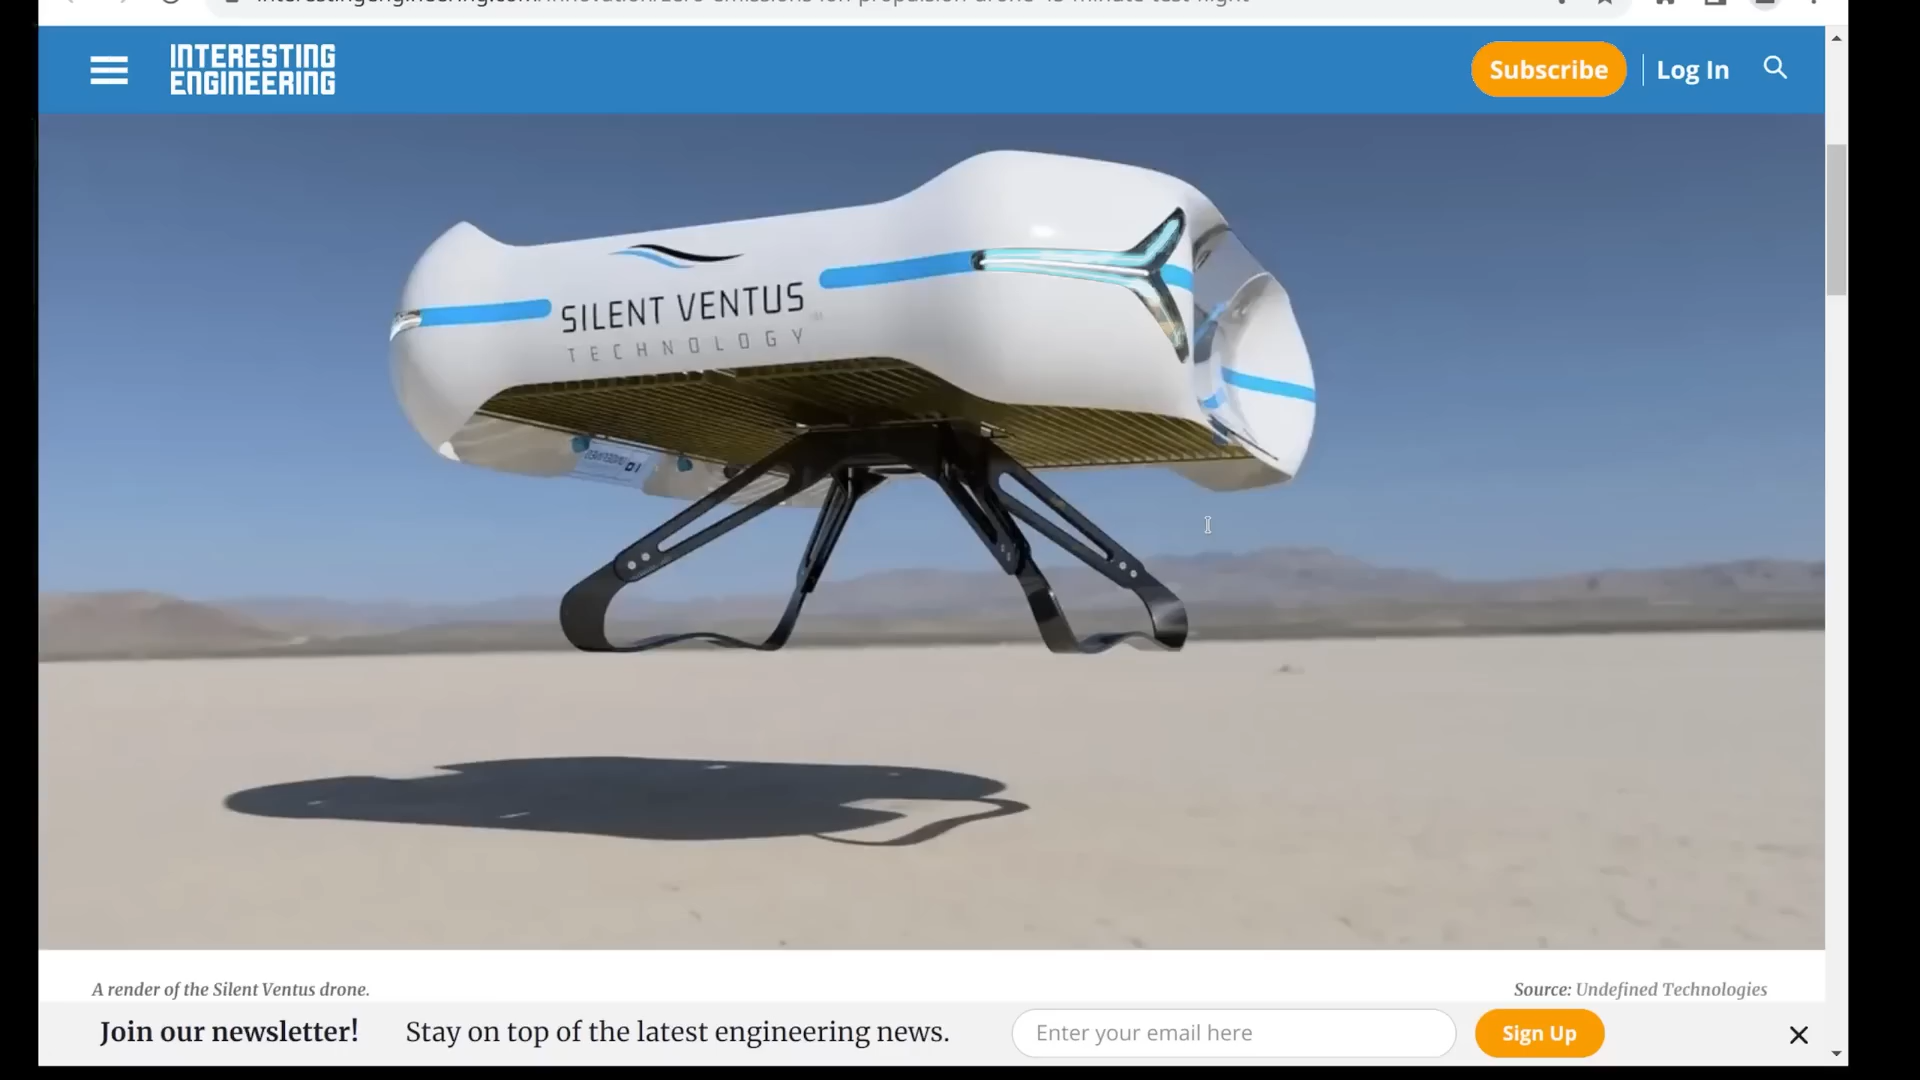 INTERESTING
ENGINEERING
Subscribe
Log In
SILENT VENTUS
TECHNOLOGY
A render of the Silent Ventus drone.
Source: Undefined Technologies
Join our newsletter!
Stay on top of the latest engineering news.
Enter your email here
Sign Up